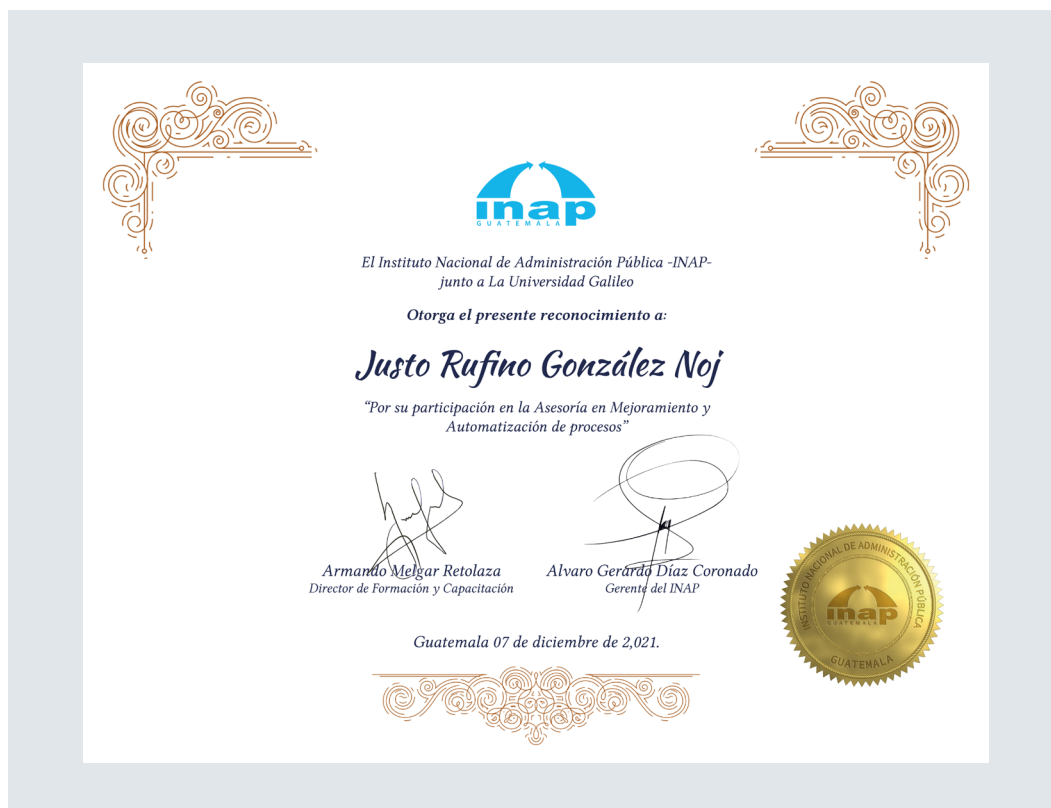 inap
GUATEMALA
El Instituto Nacional de Administración Pública -INAP-
junto a La Universidad Galileo
Otorga el presente reconocimiento a:
Justo Rufino González Noj
“Por su participación en la Asesoría en Mejoramiento y
Automatización de procesos”
Armando Melgar Retolaza
Director de Formación y Capacitación
Alvaro Gerardo Díaz Coronado
Gerente del INAP
Guatemala 07 de diciembre de 2,021.
INSTITUTO NACIONAL DE ADMINISTRACIÓN PÚBLICA
inap
GUATEMALA
GUATEMALA